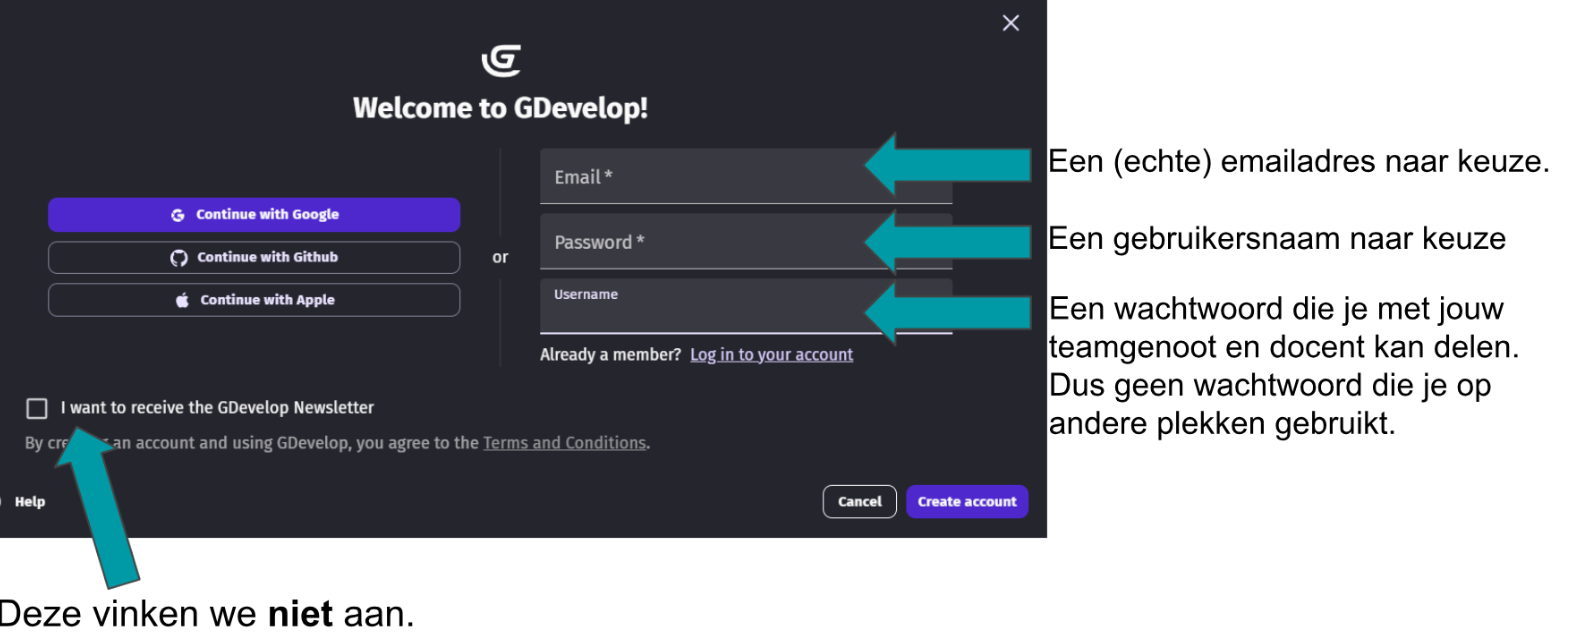 Welcome to GDevelop!
Continue with Google
Continue with Github
Continue with Apple
or
Email *
Password *
Username
Already a member? Log in to your account
Een (echte) emailadres naar keuze.
Een gebruikersnaam naar keuze
Een wachtwoord die je met jouw
teamgenoot en docent kan delen.
Dus geen wachtwoord die je op
andere plekken gebruikt.
I want to receive the GDevelop Newsletter
By creating an account and using GDevelop, you agree to the Terms and Conditions.
Help
Cancel
Create account
Deze vinken we niet aan.